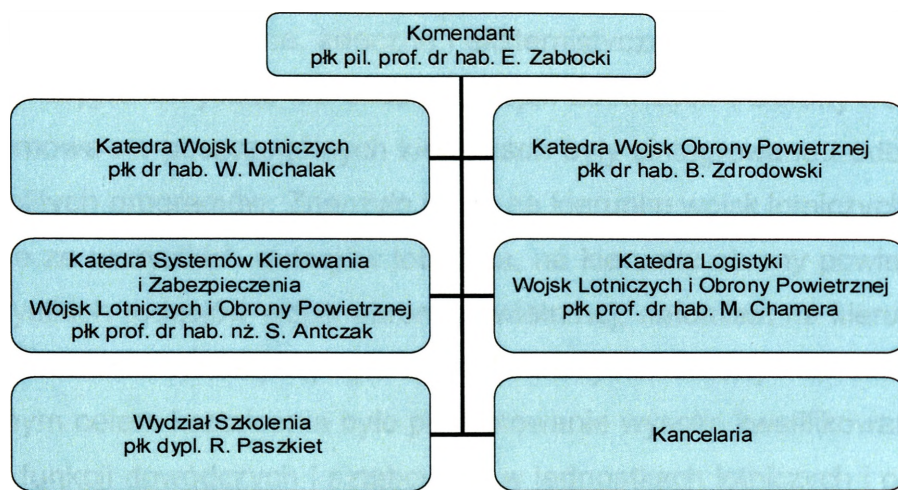 Komendant
płk pil. prof. dr hab. E. Zabłocki
Katedra Wojsk Lotniczych
płk dr hab. W. Michalak
Katedra Wojsk Obrony Powietrznej
płk dr hab. B. Zdrodowski
Katedra Systemów Kierowania
i Zabezpieczenia
Wojsk Lotniczych i Obrony Powietrznej
płk prof. dr hab. nż. S. Antczak
Katedra Logistyki
Wojsk Lotniczych i Obrony Powietrznej
płk prof. dr hab. M. Chamera
Wydział Szkolenia
płk dypl. R. Paszkiet
Kancelaria